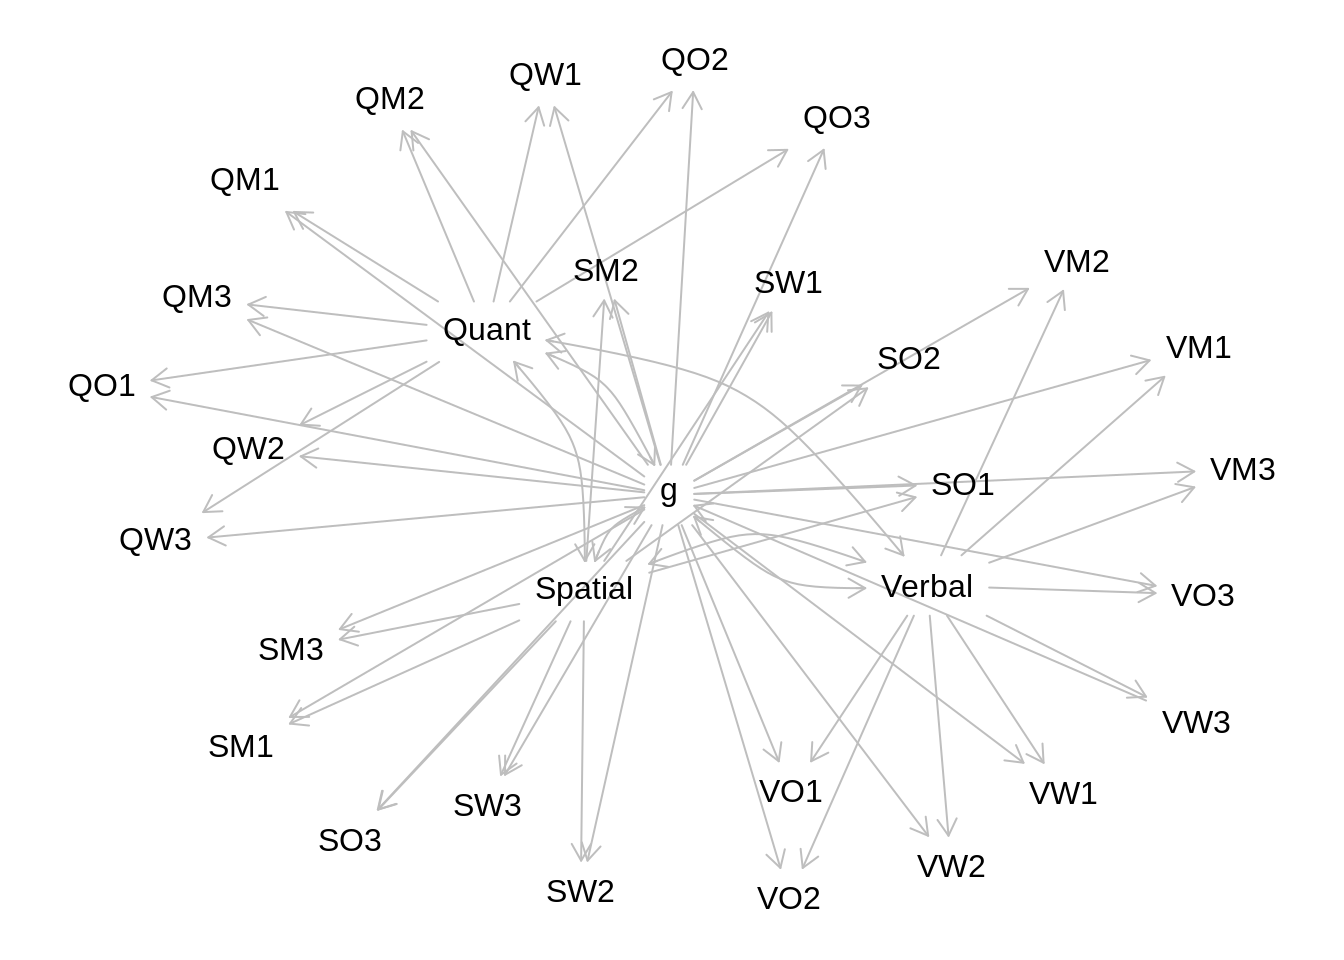 QO2
QW1
QM2
QO3
QM1
VM2
SM2
SW1
QM3
Quant
VM1
SO2
QO1
QW2
VM3
SO1
g
QW3
Verbal
Spatial
VO3
SM3
VW3
SM1
VO1
VW1
SW3
SO3
VW2
SW2
VO2